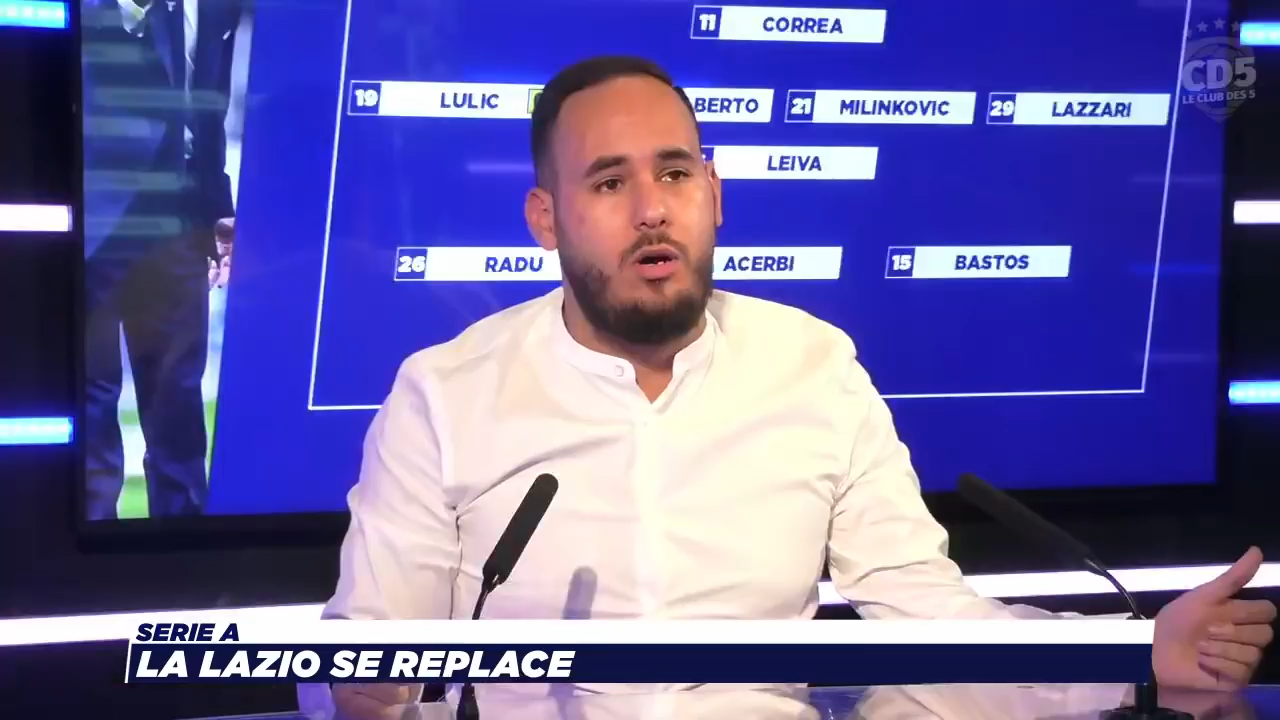 11 CORREA
CD5
LE CLUB DES 5
19 LULIC BERTO 21 MILINKOVIC 29 LAZZARI
LEIVA
26 RADU ACERBI 15 BASTOS
SERIE A
LA LAZIO SE REPLACE